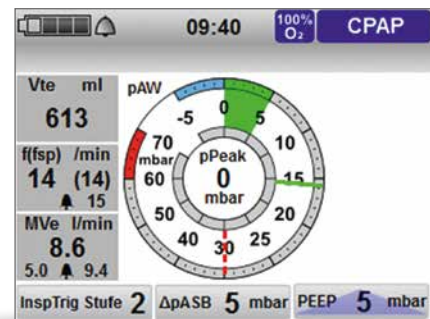 09:40 100% O₂ CPAP
Vte ml
613
f(fsp) /min
14 (14)
15
MVe l/min
8.6
5.0 9.4
pAW
-5 0 5 10 15 20 25 30 40 50 60 70
mbar
pPeak
0
mbar
InspTrig Stufe 2 ΔpASB 5 mbar PEEP 5 mbar